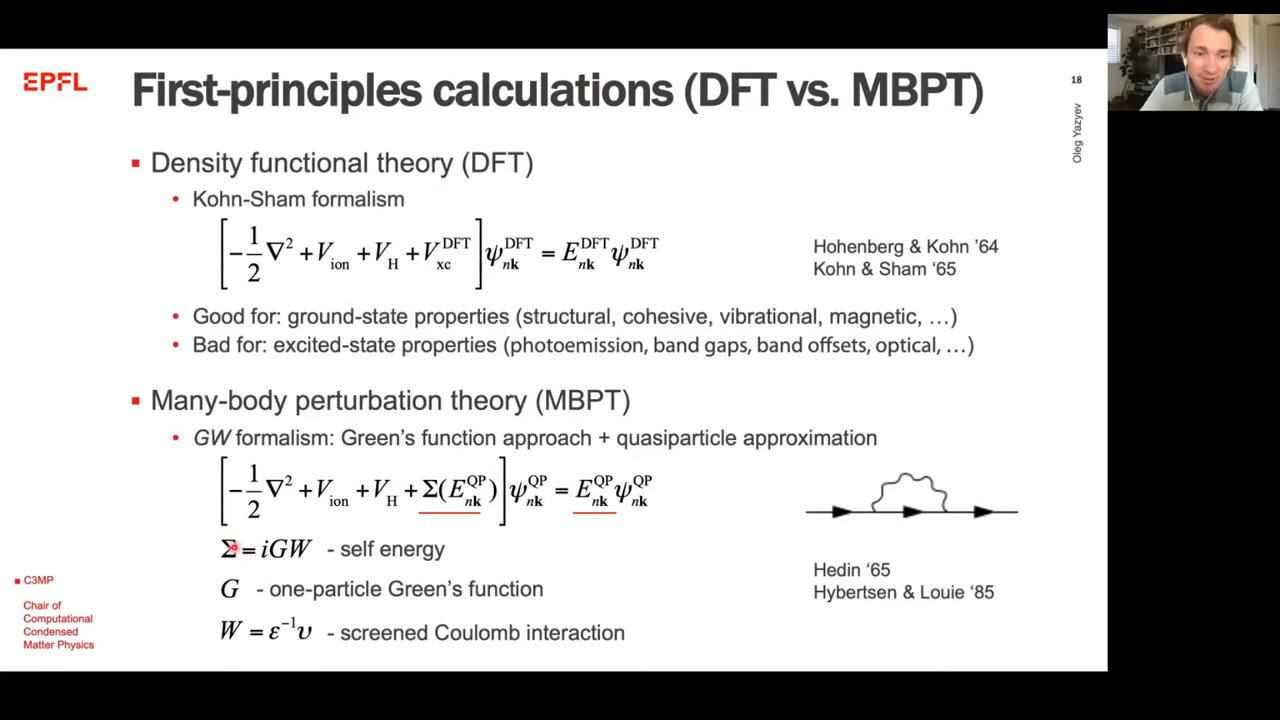 EPFL
First-principles calculations (DFT vs. MBPT)
18
Oleg Yazyev
▪ Density functional theory (DFT)
• Kohn-Sham formalism
[-1/2 ∇² + V_ion + V_H + V_xc^DFT] ψ_nk^DFT = E_nk^DFT ψ_nk^DFT
Hohenberg & Kohn ‘64
Kohn & Sham ‘65
• Good for: ground-state properties (structural, cohesive, vibrational, magnetic, …)
• Bad for: excited-state properties (photoemission, band gaps, band offsets, optical, …)
▪ Many-body perturbation theory (MBPT)
• GW formalism: Green’s function approach + quasiparticle approximation
[-1/2 ∇² + V_ion + V_H + Σ(E_nk^QP)] ψ_nk^QP = E_nk^QP ψ_nk^QP
Σ = iGW - self energy
G - one-particle Green’s function
W = ε⁻¹υ - screened Coulomb interaction
Hedin ‘65
Hybertsen & Louie ‘85
▪ C3MP
Chair of
Computational
Condensed
Matter Physics